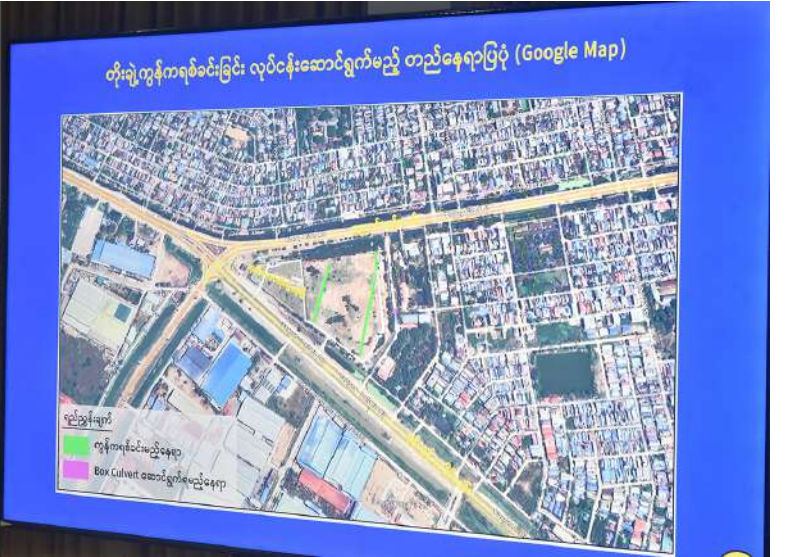 တိုးချဲ့ကွန်ကရစ်ခင်းခြင်း လုပ်ငန်းဆောင်ရွက်မည့် တည်နေရာပြပုံ (Google Map)
ရည်ညွှန်းချက်
ကွန်ကရစ်ခင်းမည့်နေရာ
Box Culvert ဆောင်ရွက်ရမည့်နေရာ